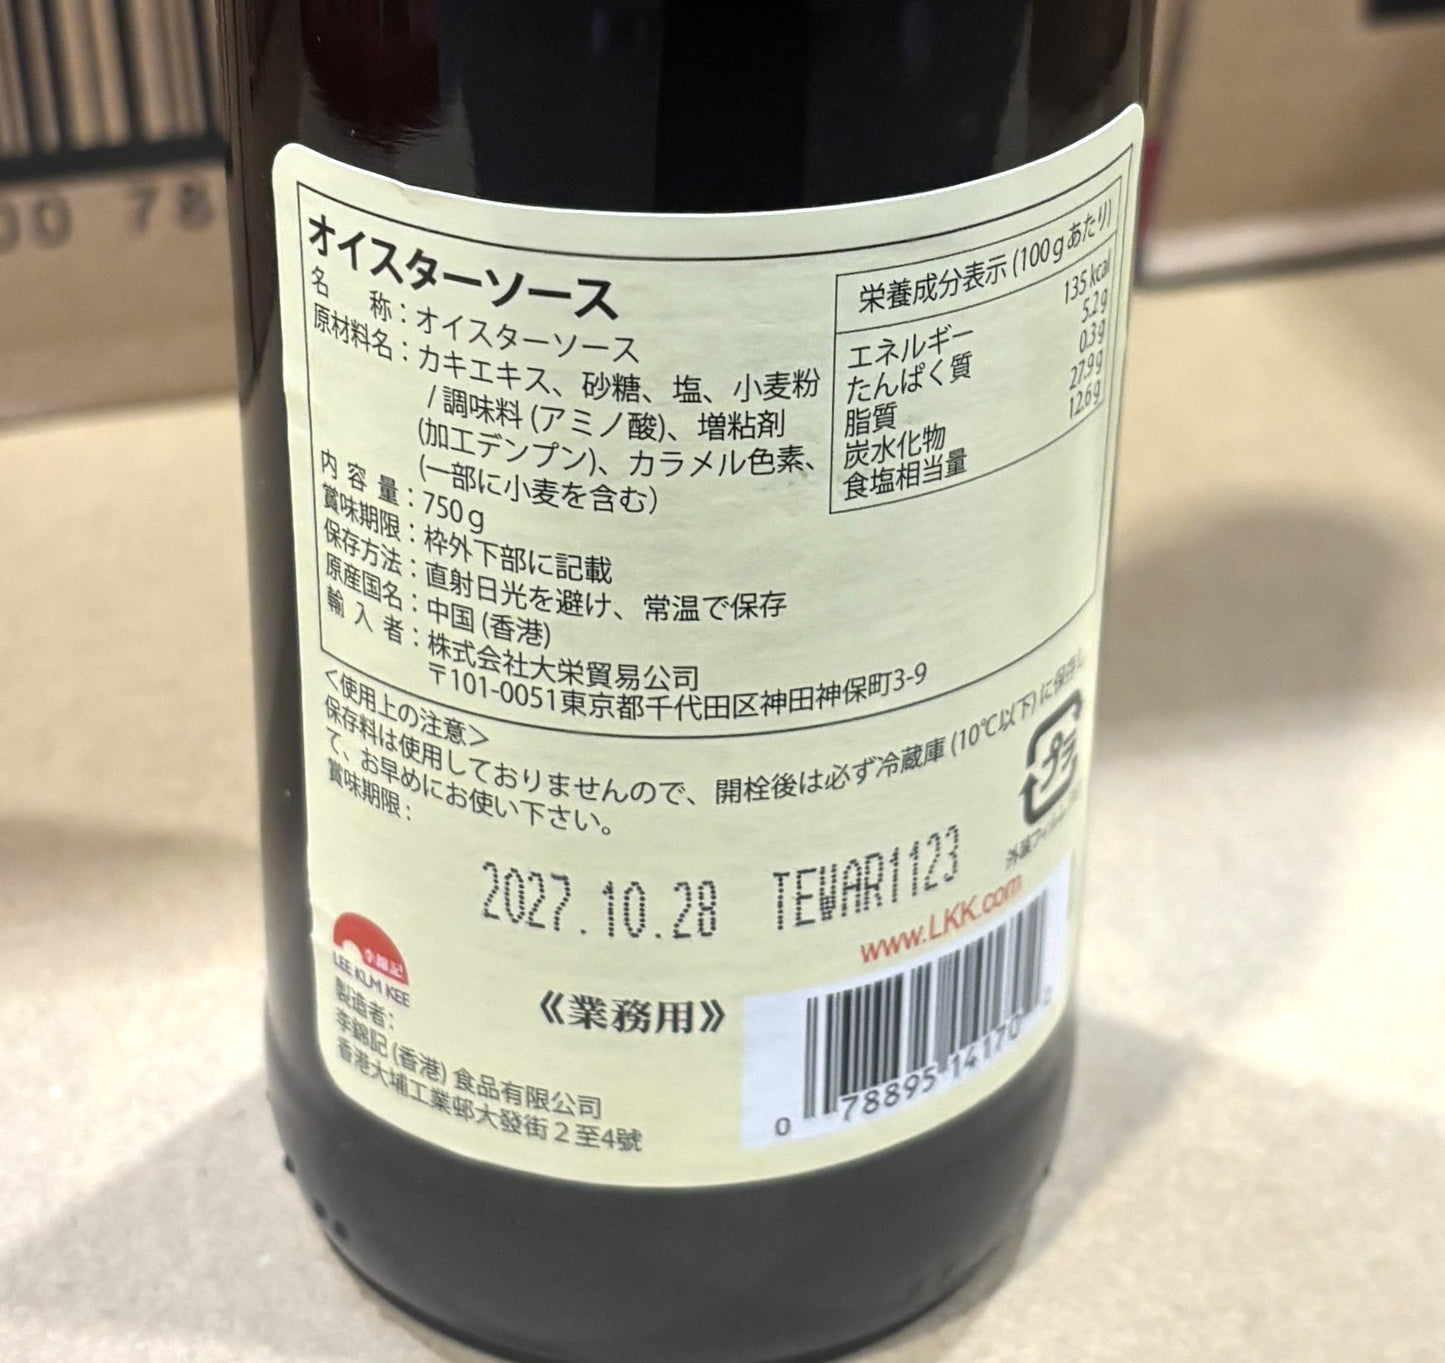 00 78
オイスターソース
名 称：オイスターソース
原材料名：カキエキス、砂糖、塩、小麦粉
/ 調味料 (アミノ酸)、増粘剤
(加工デンプン)、カラメル色素、
(一部に小麦を含む)
内 容 量：750g
賞味期限：枠外下部に記載
保存方法：直射日光を避け、常温で保存
原産国名：中国 (香港)
輸 入 者：株式会社大栄貿易公司
〒101-0051東京都千代田区神田神保町3-9
栄養成分表示 (100gあたり)
エネルギー 135 kcal
たんぱく質 5.2g
脂質 0.3g
炭水化物 27.9g
食塩相当量 12.6g
＜使用上の注意＞
保存料は使用しておりませんので、開栓後は必ず冷蔵庫 (10℃以下) に保存し
て、お早めにお使い下さい。
賞味期限：
プラ
外装フィルム
2027.10.28 TEWAR1123
www.LKK.com
李錦記
LEE KUM KEE
《業務用》
製造者：
李錦記 (香港) 食品有限公司
香港大埔工業邨大發街２至4號
0 78895 14170 2